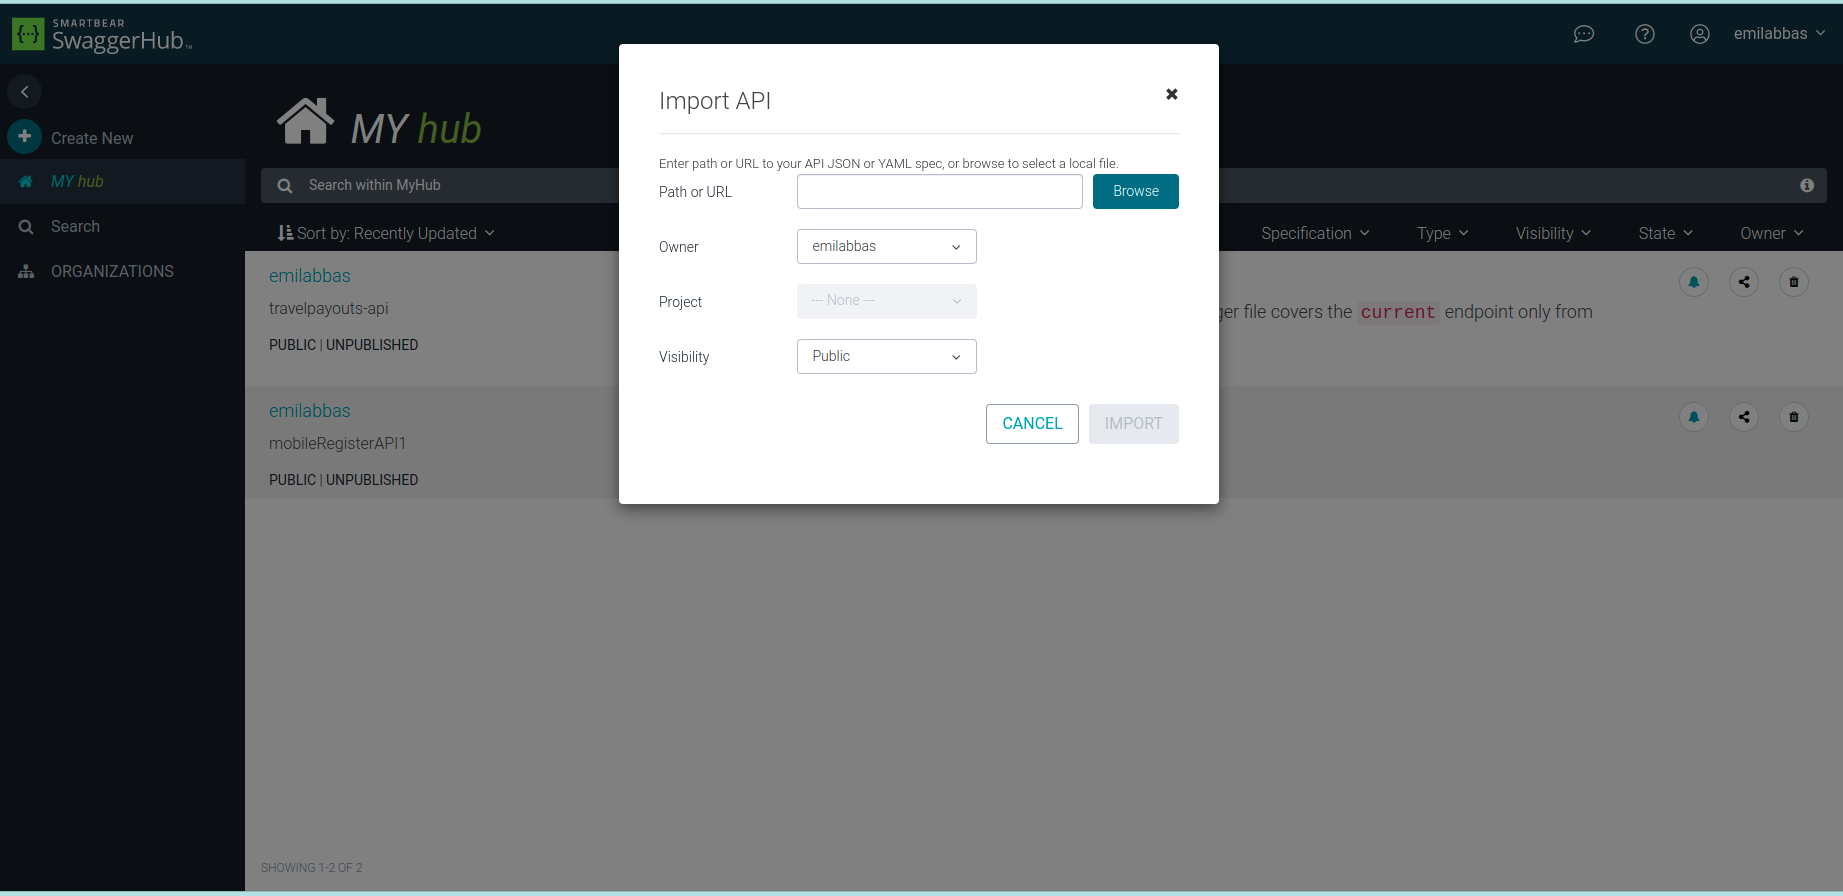 SMARTBEAR
SwaggerHub™
emilabbas
Create New
MY hub
Search
ORGANIZATIONS
MY hub
Search within MyHub
Sort by: Recently Updated
Specification
Type
Visibility
State
Owner
emilabbas
travelpayouts-api
PUBLIC | UNPUBLISHED
file covers the current endpoint only from
emilabbas
mobileRegisterAPI1
PUBLIC | UNPUBLISHED
SHOWING 1-2 OF 2
Import API
Enter path or URL to your API JSON or YAML spec, or browse to select a local file.
Path or URL
Browse
Owner
emilabbas
Project
--- None ---
Visibility
Public
CANCEL
IMPORT